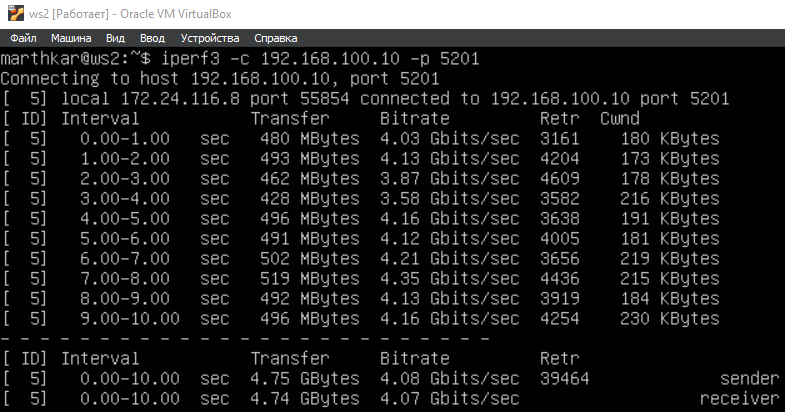 ws2 [Работает] - Oracle VM VirtualBox
Файл Машина Вид Ввод Устройства Справка
marthkar@ws2:~$ iperf3 -c 192.168.100.10 -p 5201
Connecting to host 192.168.100.10, port 5201
[  5] local 172.24.116.8 port 55854 connected to 192.168.100.10 port 5201
[ ID] Interval           Transfer     Bitrate         Retr  Cwnd
[  5]   0.00-1.00   sec   480 MBytes  4.03 Gbits/sec  3161    180 KBytes
[  5]   1.00-2.00   sec   493 MBytes  4.13 Gbits/sec  4204    173 KBytes
[  5]   2.00-3.00   sec   462 MBytes  3.87 Gbits/sec  4609    178 KBytes
[  5]   3.00-4.00   sec   428 MBytes  3.58 Gbits/sec  3582    216 KBytes
[  5]   4.00-5.00   sec   496 MBytes  4.16 Gbits/sec  3638    191 KBytes
[  5]   5.00-6.00   sec   491 MBytes  4.12 Gbits/sec  4005    181 KBytes
[  5]   6.00-7.00   sec   502 MBytes  4.21 Gbits/sec  3656    219 KBytes
[  5]   7.00-8.00   sec   519 MBytes  4.35 Gbits/sec  4436    215 KBytes
[  5]   8.00-9.00   sec   492 MBytes  4.13 Gbits/sec  3919    184 KBytes
[  5]   9.00-10.00  sec   496 MBytes  4.16 Gbits/sec  4254    230 KBytes
- - - - - - - - - - - - - - - - - - - - - - - - -
[ ID] Interval           Transfer     Bitrate         Retr
[  5]   0.00-10.00  sec  4.75 GBytes  4.08 Gbits/sec  39464             sender
[  5]   0.00-10.00  sec  4.74 GBytes  4.07 Gbits/sec                  receiver